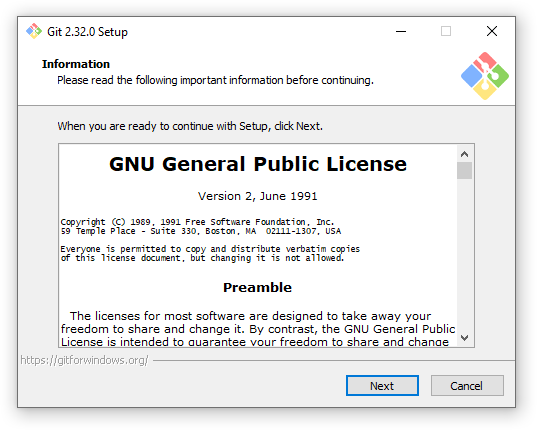 Git 2.32.0 Setup
Information
Please read the following important information before continuing.
When you are ready to continue with Setup, click Next.
GNU General Public License
Version 2, June 1991
Copyright (C) 1989, 1991 Free Software Foundation, Inc.
59 Temple Place - Suite 330, Boston, MA  02111-1307, USA
Everyone is permitted to copy and distribute verbatim copies
of this license document, but changing it is not allowed.
Preamble
The licenses for most software are designed to take away your
freedom to share and change it. By contrast, the GNU General Public
License is intended to guarantee your freedom to share and change
https://gitforwindows.org/
Next
Cancel